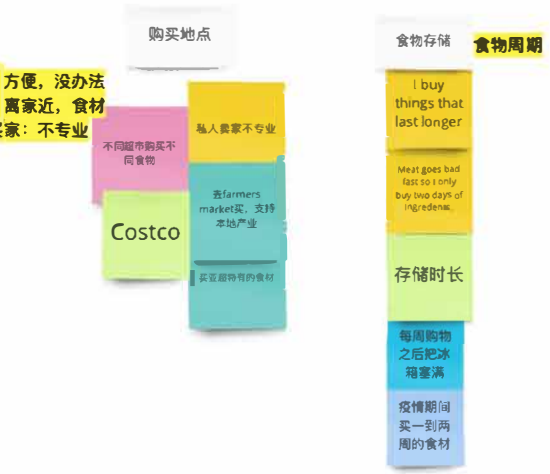 购买地点
方便，没办法
离家近，食材
家：不专业
不同超市购买不
同食物
私人卖家不专业
Costco
去farmers
market买，支持
本地产业
买亚超特有的食材
食物存储
食物周期
I buy
things that
last longer
Meat goes bad
fast so I only
buy two days of
ingredients.
存储时长
每周购物
之后把冰
箱塞满
疫情期间
买一到两
周的食材